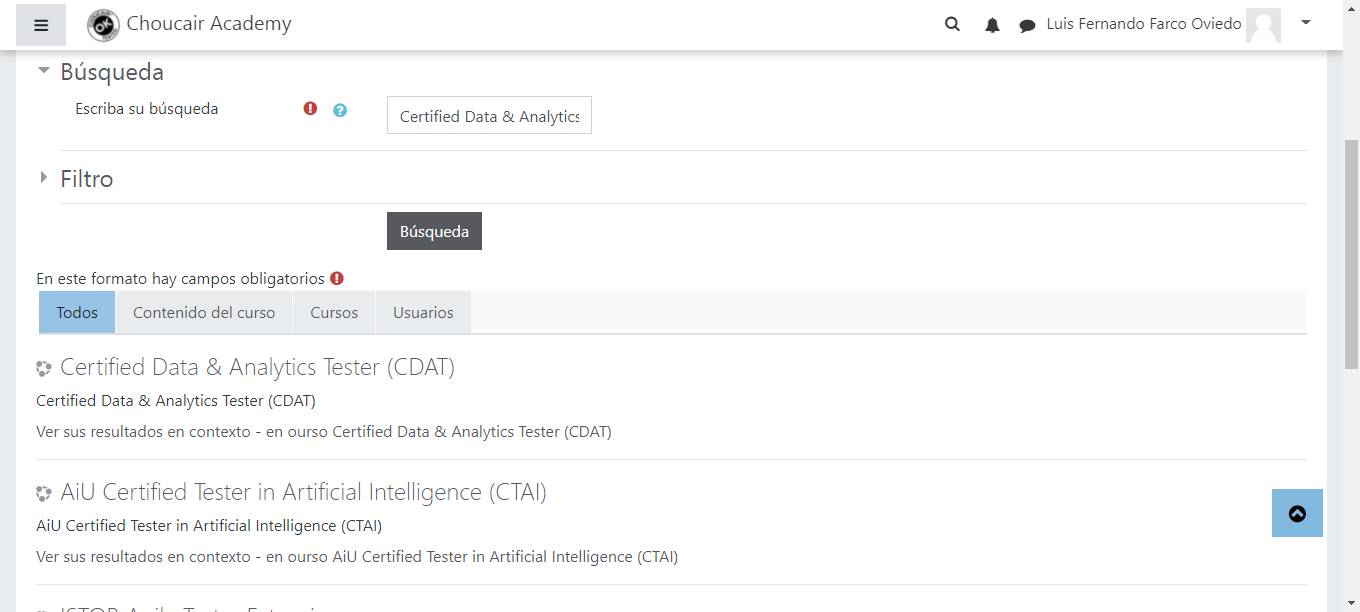 Choucair Academy
Luis Fernando Farco Oviedo
Búsqueda
Escriba su búsqueda
Certified Data & Analytics
Filtro
Búsqueda
En este formato hay campos obligatorios
Todos Contenido del curso Cursos Usuarios
Certified Data & Analytics Tester (CDAT)
Certified Data & Analytics Tester (CDAT)
Ver sus resultados en contexto - en ourso Certified Data & Analytics Tester (CDAT)
AiU Certified Tester in Artificial Intelligence (CTAI)
AiU Certified Tester in Artificial Intelligence (CTAI)
Ver sus resultados en contexto - en ourso AiU Certified Tester in Artificial Intelligence (CTAI)